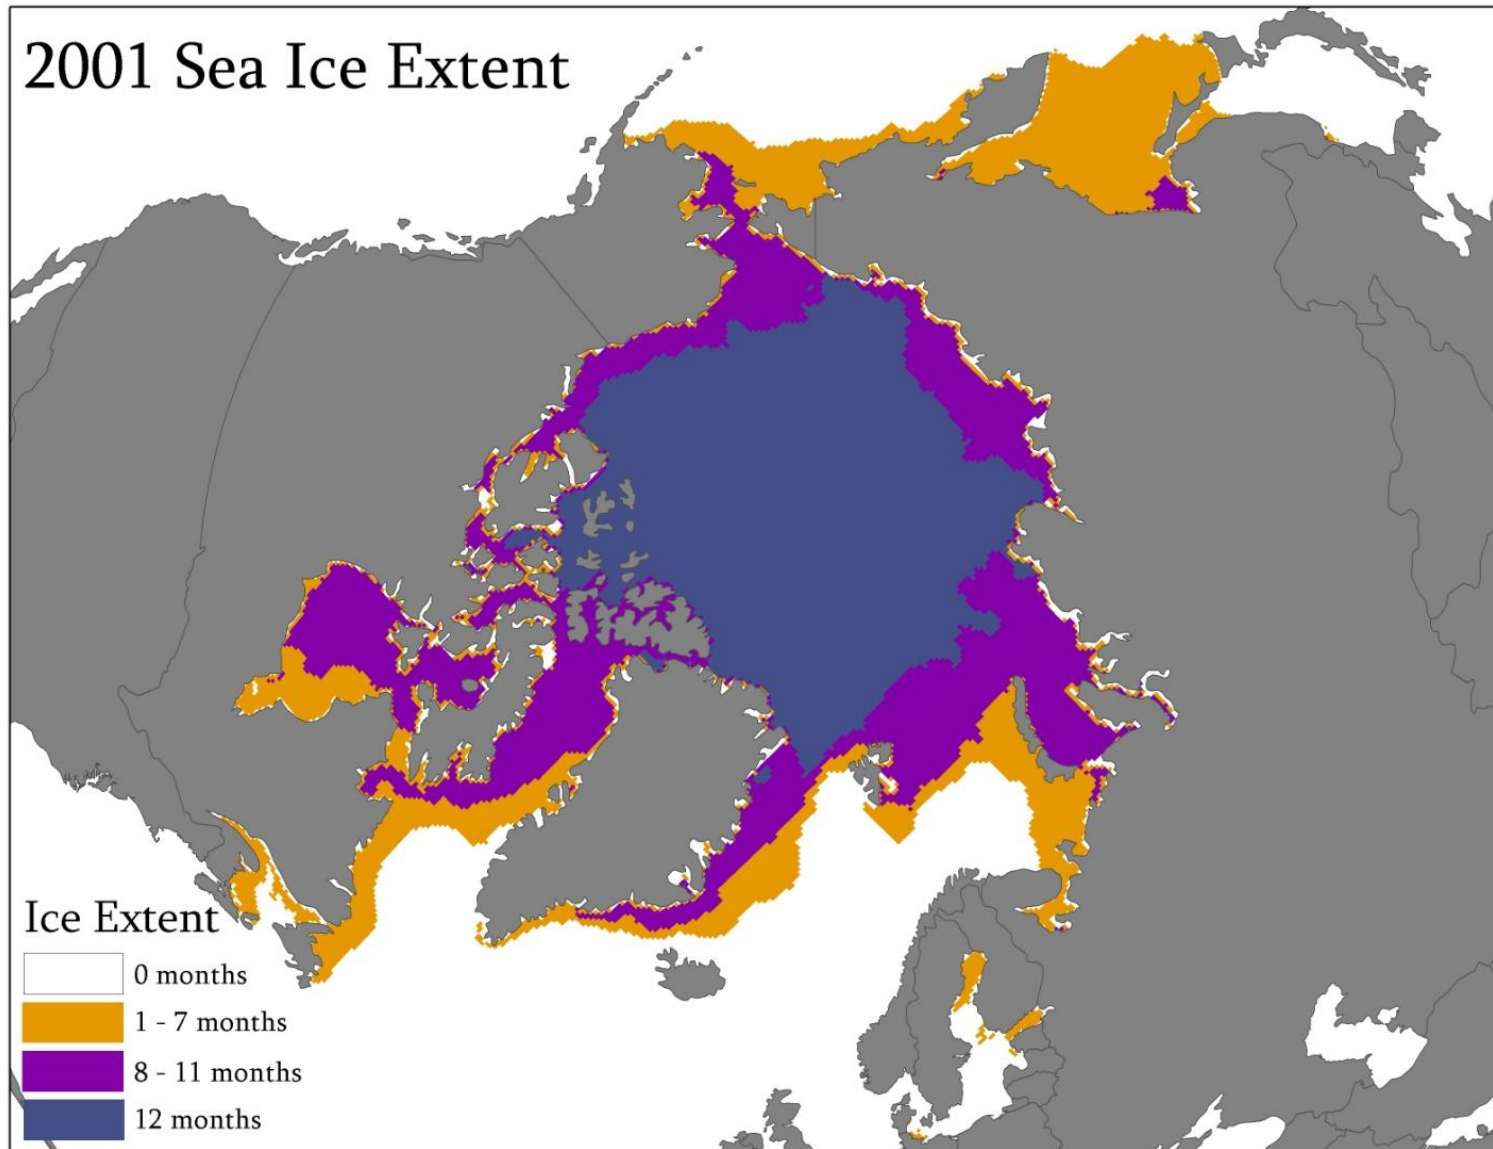 2001 Sea Ice Extent
Ice Extent
0 months
1 - 7 months
8 - 11 months
12 months